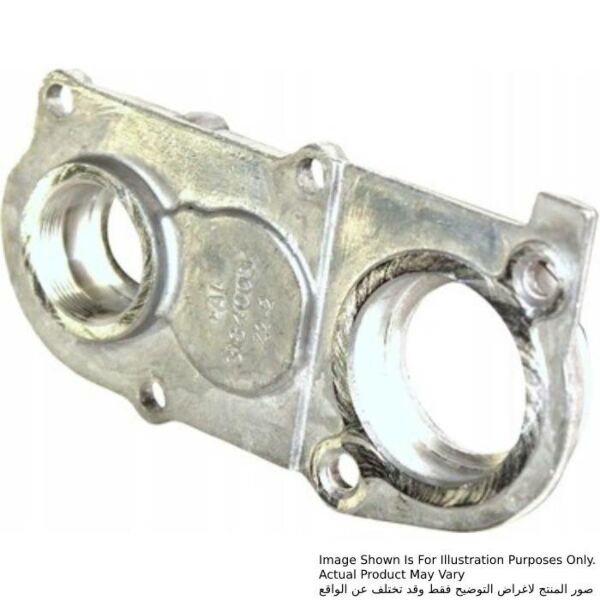 Image Shown Is For Illustration Purposes Only.
Actual Product May Vary
صور المنتج لاغراض التوضيح فقط وقد تختلف عن الواقع